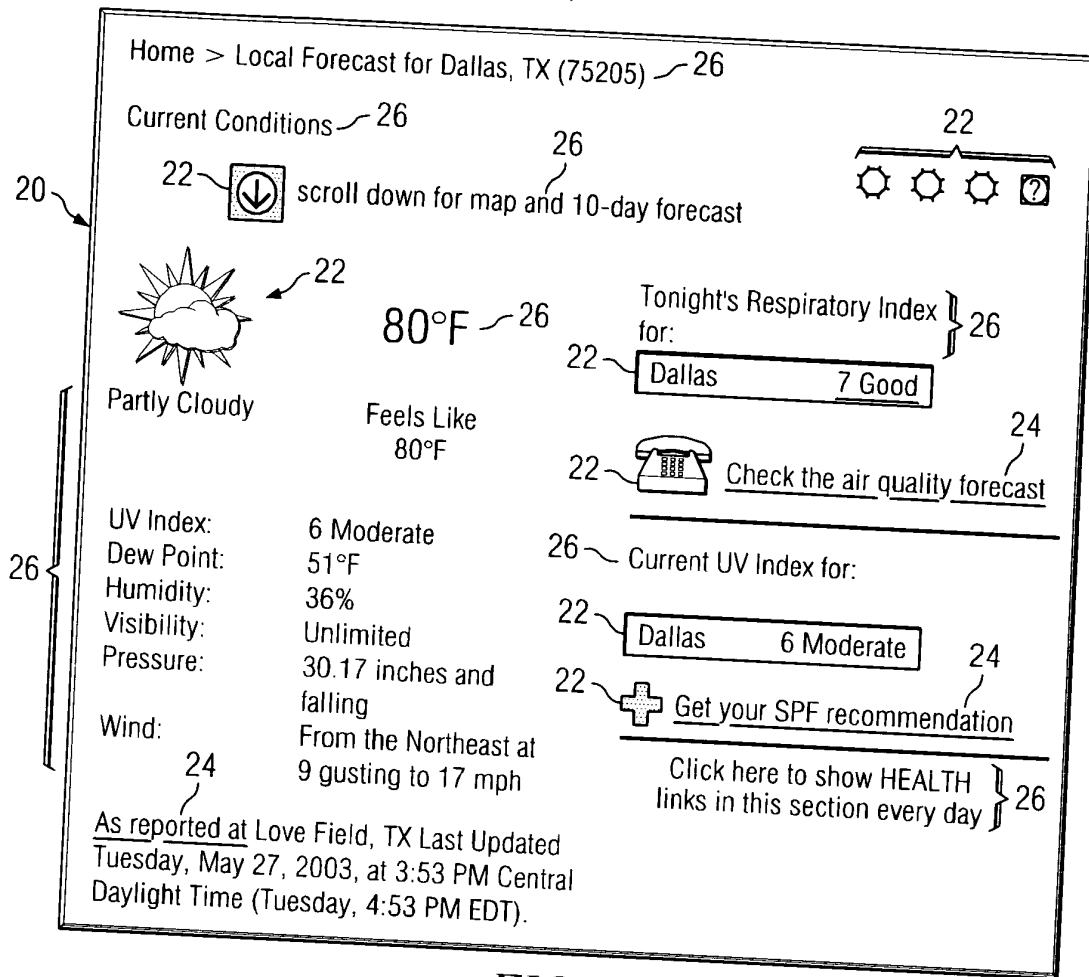 Home > Local Forecast for Dallas, TX (75205) 26
Current Conditions 26
22
26
22 scroll down for map and 10-day forecast
?
20
22
80°F 26
Partly Cloudy
Feels Like
80°F
Tonight's Respiratory Index
for:
26
22 Dallas 7 Good
24
22 Check the air quality forecast
26
UV Index: 6 Moderate
Dew Point: 51°F
Humidity: 36%
Visibility: Unlimited
Pressure: 30.17 inches and
falling
Wind: From the Northeast at
9 gusting to 17 mph
26 Current UV Index for:
22 Dallas 6 Moderate
24
22 Get your SPF recommendation
Click here to show HEALTH
links in this section every day
26
24
As reported at Love Field, TX Last Updated
Tuesday, May 27, 2003, at 3:53 PM Central
Daylight Time (Tuesday, 4:53 PM EDT).